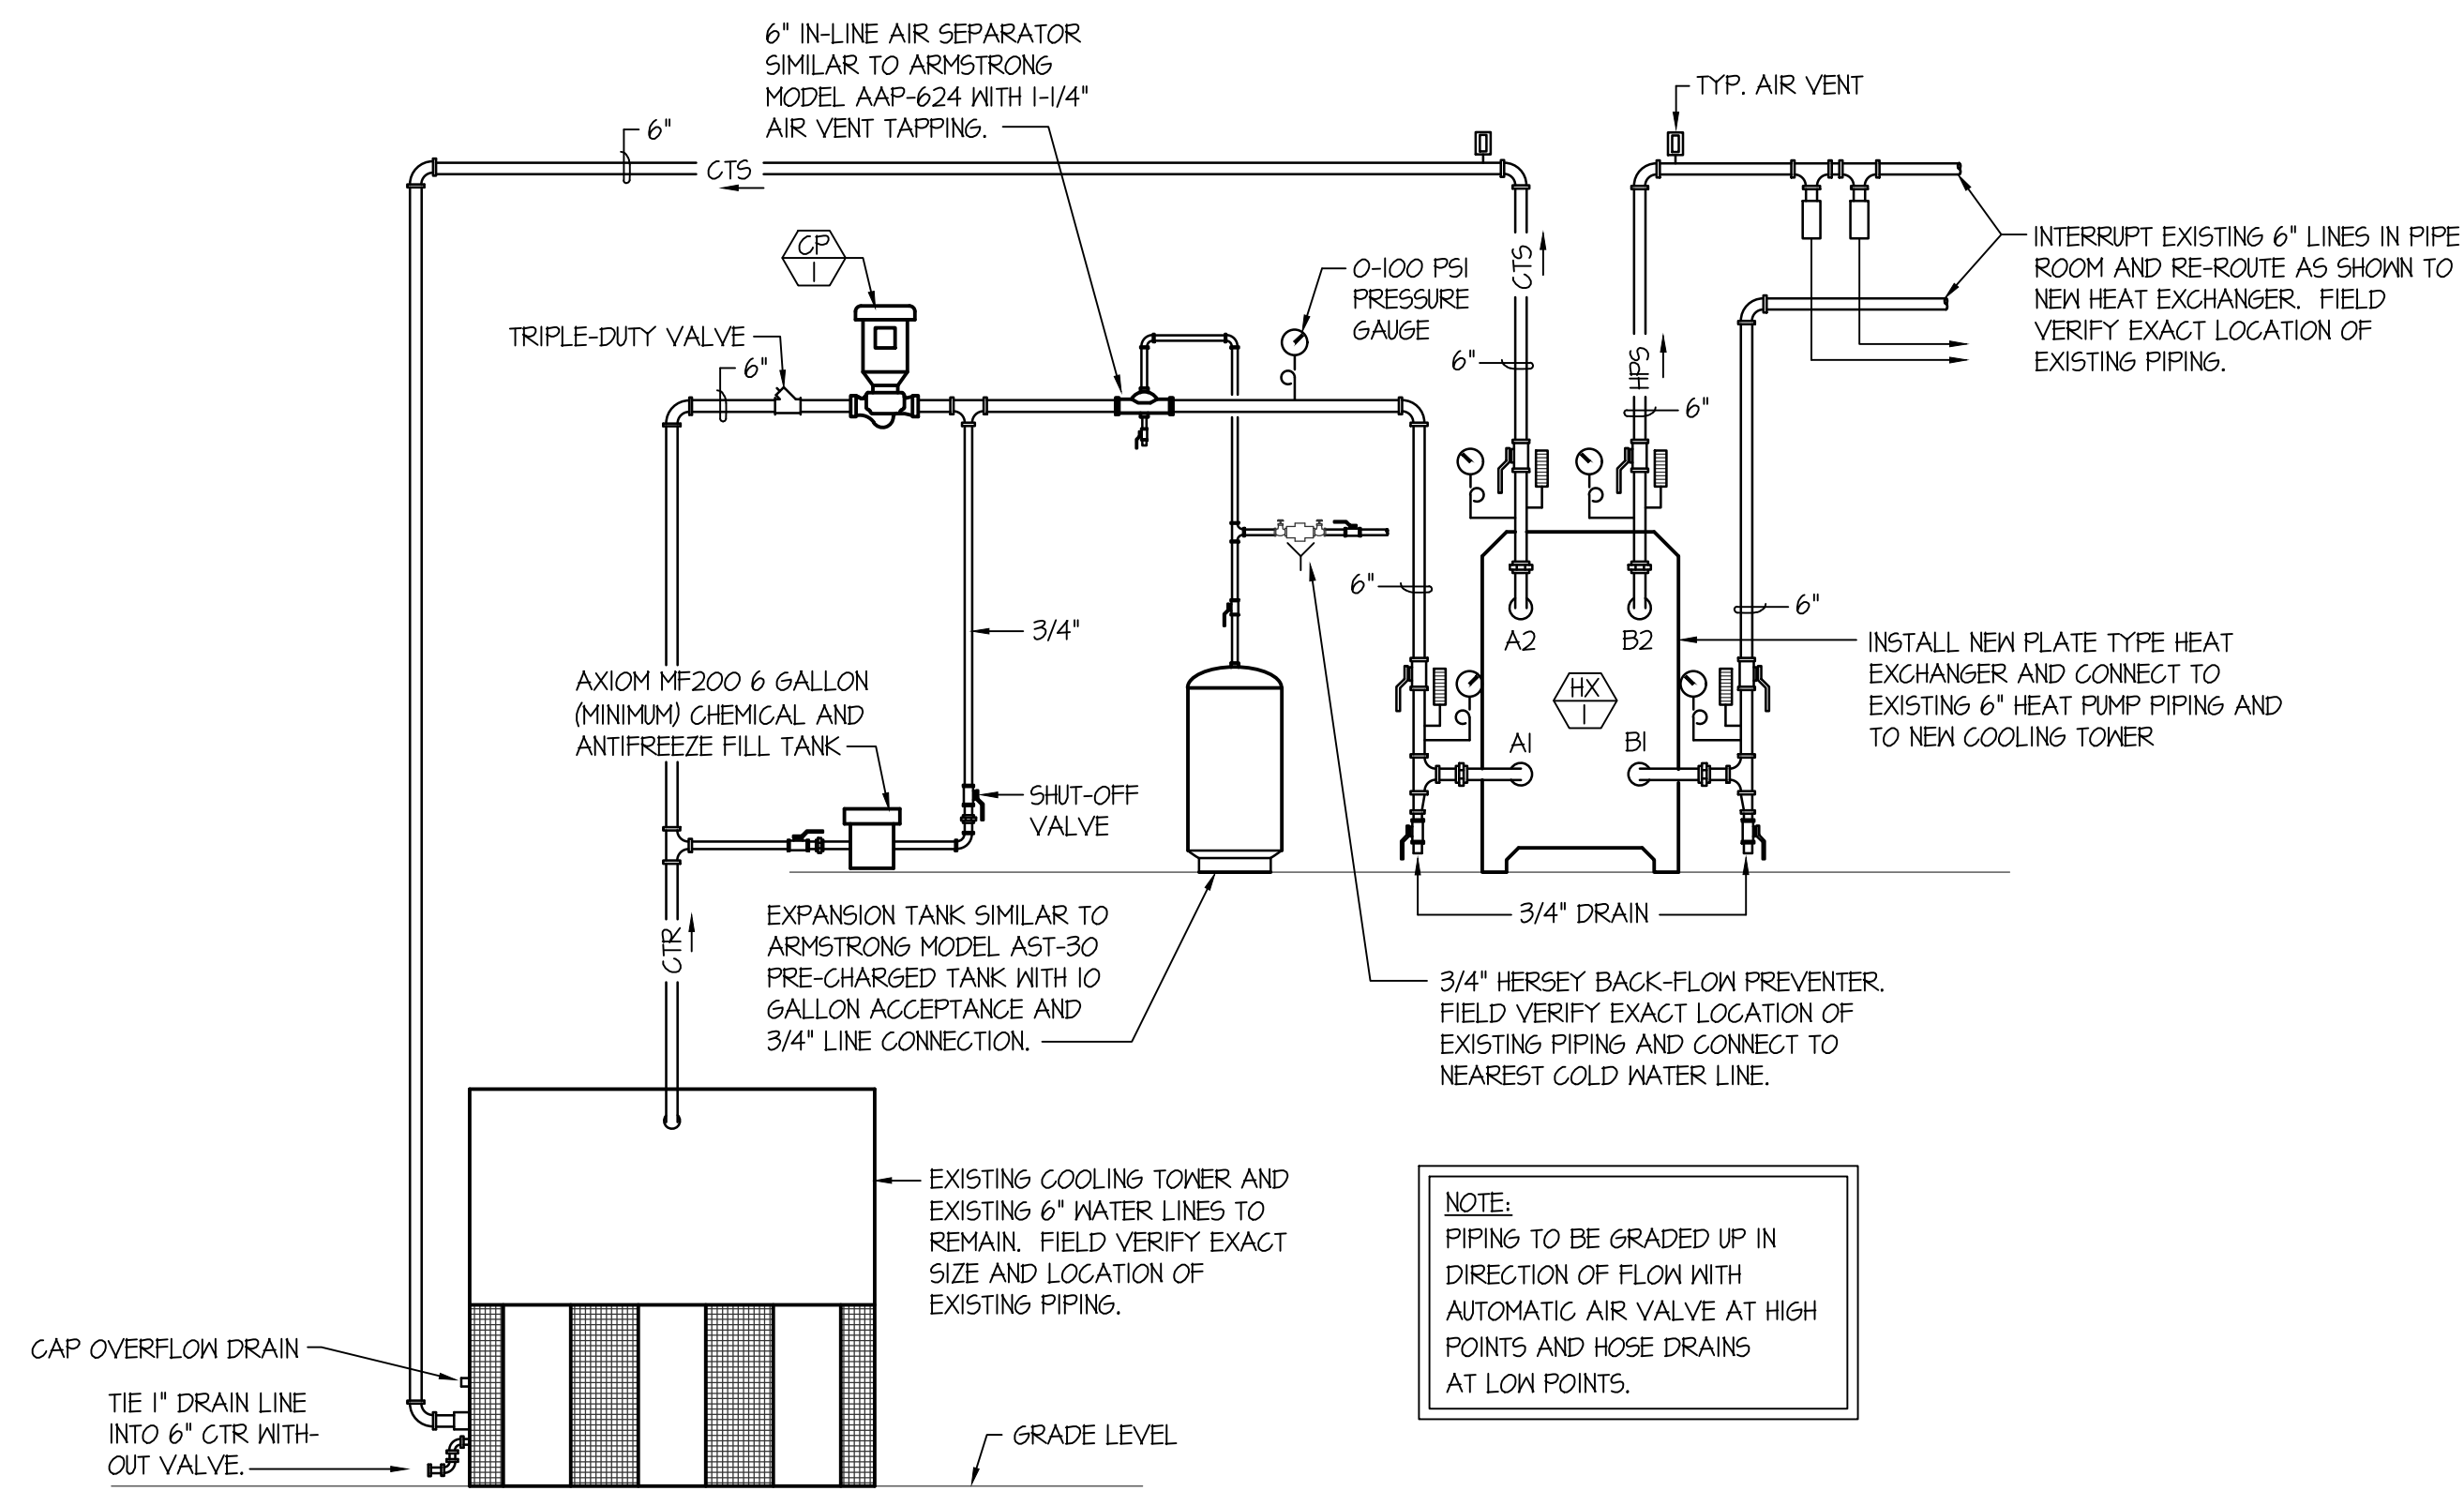 6" IN-LINE AIR SEPARATOR
SIMILAR TO ARMSTRONG
MODEL AAP-624 WITH 1-1/4"
AIR VENT TAPPING.
TYP. AIR VENT
6"
CTS
CP
1
INTERRUPT EXISTING 6" LINES IN PIPE
ROOM AND RE-ROUTE AS SHOWN TO
NEW HEAT EXCHANGER. FIELD
VERIFY EXACT LOCATION OF
EXISTING PIPING.
0-100 PSI
PRESSURE
GAUGE
CTS
TRIPLE-DUTY VALVE
6"
6"
HPS
6"
6"
6"
3/4"
A2
B2
INSTALL NEW PLATE TYPE HEAT
EXCHANGER AND CONNECT TO
EXISTING 6" HEAT PUMP PIPING AND
TO NEW COOLING TOWER
AXIOM MF200 6 GALLON
(MINIMUM) CHEMICAL AND
ANTIFREEZE FILL TANK
HX
1
A1
B1
SHUT-OFF
VALVE
CTR
EXPANSION TANK SIMILAR TO
ARMSTRONG MODEL AST-30
PRE-CHARGED TANK WITH 10
GALLON ACCEPTANCE AND
3/4" LINE CONNECTION.
3/4" DRAIN
3/4" HERSEY BACK-FLOW PREVENTER.
FIELD VERIFY EXACT LOCATION OF
EXISTING PIPING AND CONNECT TO
NEAREST COLD WATER LINE.
EXISTING COOLING TOWER AND
EXISTING 6" WATER LINES TO
REMAIN. FIELD VERIFY EXACT
SIZE AND LOCATION OF
EXISTING PIPING.
NOTE:
PIPING TO BE GRADED UP IN
DIRECTION OF FLOW WITH
AUTOMATIC AIR VALVE AT HIGH
POINTS AND HOSE DRAINS
AT LOW POINTS.
CAP OVERFLOW DRAIN
TIE 1" DRAIN LINE
INTO 6" CTR WITH-
OUT VALVE.
GRADE LEVEL